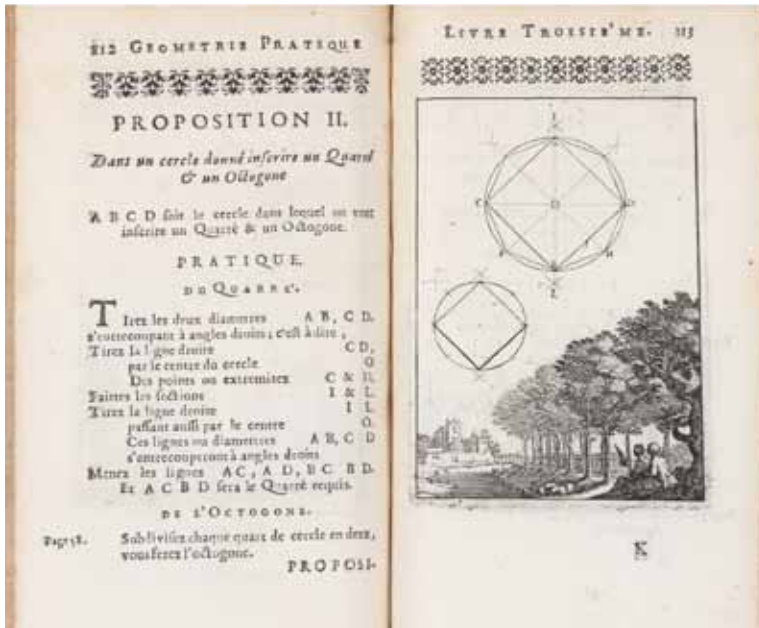 112 GEOMETRIE PRATIQUE
PROPOSITION II.
Dans un cercle donné inscrire un Quarré
& un Octogone
A B C D soit le cercle dans lequel on veut
inscrire un Quarré & un Octogone.
PRATIQUE.
DU QUARRE'.
TIrez les deux diametres A B, C D.
s'entrecoupant à angles droits; c'est à dire,
Tirez la ligne droite C D,
par le centre du cercle O.
Des points ou extremitez C & D.
Faittes les sections I & L.
Tirez la ligne droite I L
passant aussi par le centre O.
Ces lignes ou diametres A B, C D
s'entrecouperont à angles droits
Menez les lignes AC, AD, BC BD.
Et A C B D sera le Quarré requis.
DE L'OCTOGONE.
Subdivisez chaque quart de cercle en deux,
vous ferez l'octogone.
PROPOSI-
LIVRE TROISIE'ME. 113
I
C
D
H
L
K